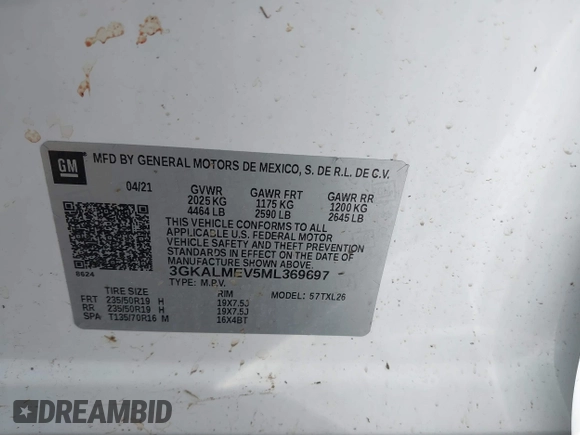 GM
MFD BY GENERAL MOTORS DE MEXICO, S. DE R.L. DE C.V.
04/21 GVWR GAWR FRT GAWR RR
2025 KG 1175 KG 1200 KG
4464 LB 2590 LB 2645 LB
THIS VEHICLE CONFORMS TO ALL
APPLICABLE U.S. FEDERAL MOTOR
VEHICLE SAFETY AND THEFT PREVENTION
STANDARDS IN EFFECT ON THE DATE OF
MANUFACTURE SHOWN ABOVE.
8624 3GKALMEV5ML369697
TYPE: M.P.V.
TIRE SIZE RIM MODEL: 57TXL26
FRT 235/50R19 H 19X7.5J
RR 235/50R19 H 19X7.5J
SPA T135/70R16 M 16X4BT
DREAMBID